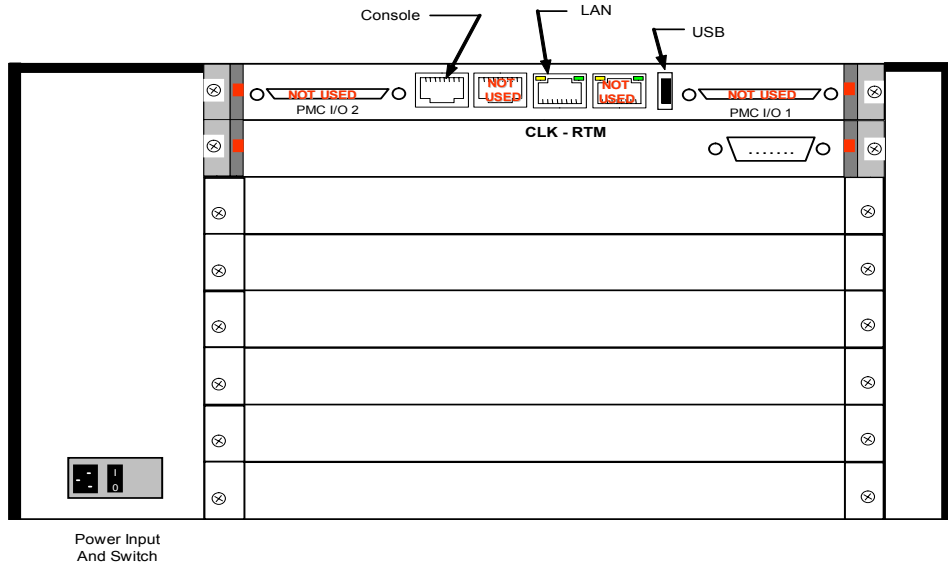 Console
LAN
USB
NOT USED
PMC I/O 2
NOT
USED
NOT
USED
NOT USED
PMC I/O 1
CLK - RTM
I
0
Power Input
And Switch